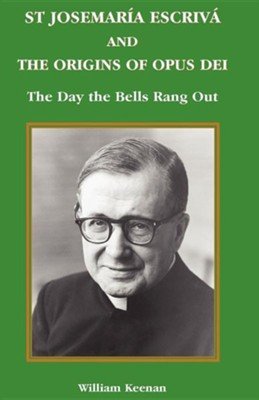 ST JOSEMARÍA ESCRIVÁ
AND
THE ORIGINS OF OPUS DEI
The Day the Bells Rang Out
William Keenan